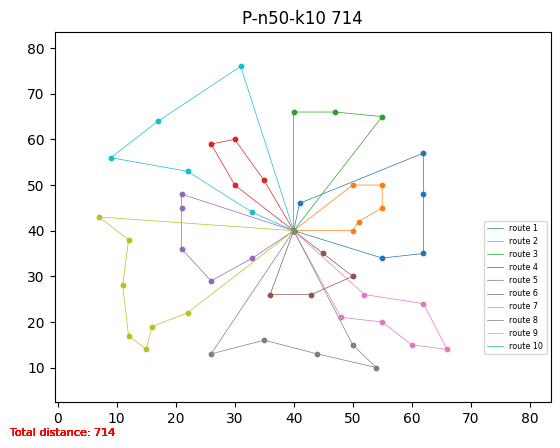 P-n50-k10 714
80
70
60
50
40
30
20
10
0 10 20 30 40 50 60 70 80
route 1
route 2
route 3
route 4
route 5
route 6
route 7
route 8
route 9
route 10
Total distance: 714